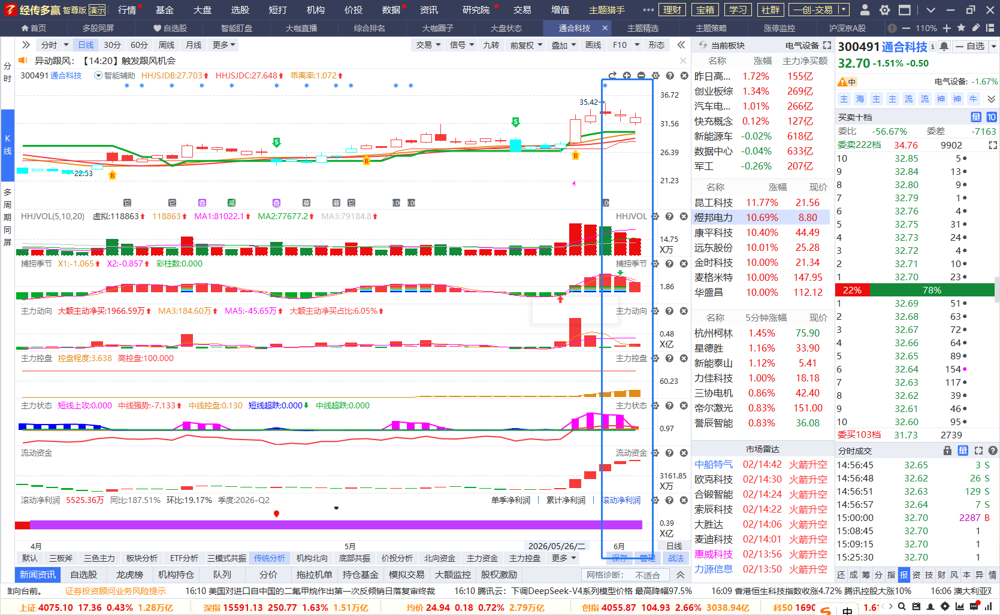 经传多赢 智尊版 演示 行情 基金 大盘 选股 短打 机构 价投 数据 资讯 研究院 交易 增值 主题猎手 理财 宝箱 学习 社群 一创-交易
首页 多股同屏 自选股 智能盯盘 大咖直播 综合排名 大咖圈子 大盘状态 通合科技 主题精选 主题策略 涨停监控 沪深京A股 110%
分时 日线 30分 60分 周线 月线 更多 交易 信号 九转 前复权 叠加 画线 F10 形态
异动跟风：【14:20】触发跟风机会
300491 通合科技 智能辅助 HHJSJDB:27.703 HHJSJDC:27.648 乖离率:1.072
分时
K线
多周期同屏
35.42
22.53
36.72
31.56
26.39
21.23
HHJVOL(5,10,20) 虚拟:118863 118863 MA1:81022.1 MA2:77677.2 MA3:79184.8 HHJVOL
14.75
X万
捕捞季节 X1:-1.065 X2:-0.857 彩柱数:0.000 捕捞季节
1.86
主力动向 大额主动净买:1966.59万 MA3:184.60万 MA5:-45.65万 大额主动净买占比:6.05% 主力动向
0.48
X亿
主力控盘 控盘程度:3.638 高控盘:100.000 主力控盘
60.23
主力状态 短线上攻:0.000 中线强势:-7.133 中线控盘:0.130 短线超跌:0.000 中线超跌:0.000 主力状态
0.97
流动资金 流动资金
3161.85
X万
滚动净利润 5525.36万 同比:187.51% 环比:19.17% 季度:2026-Q2 单季净利润 累计净利润 滚动净利润
0.39
X亿
4月 5月 2026/05/26/二 6月 日线
默认 三板斧 三色主力 板块分析 ETF分析 三模式共振 传统分析 机构北向 底部共振 价投分析 北向资金 主力资金 主力控盘 更多 保存 管理 战法
新闻资讯 自选股 龙虎榜 机构持仓 队列 分价 拖拉机单 持仓基金 模拟交易 大额监控 股权激励 网格诊断： 不适合
当前板块 电气设备
名称 涨幅 主力净买额
昨日高... 1.72% 155亿
创业板综 1.34% 269亿
汽车电... 1.01% 266亿
快充概念 0.12% 127亿
新能源车 -0.02% 618亿
数据中心 -0.04% 633亿
军工 -0.26% 207亿
名称 涨幅 现价
昆工科技 11.77% 21.56
煜邦电力 10.69% 8.80
康平科技 10.40% 44.49
远东股份 10.01% 25.28
金时科技 10.00% 21.34
麦格米特 10.00% 147.95
华盛昌 10.00% 112.12
名称 5分钟涨幅 现价
杭州柯林 1.45% 75.90
星德胜 1.16% 33.90
新能泰山 1.12% 5.41
力佳科技 1.00% 18.18
三协电机 0.86% 42.40
帝尔激光 0.83% 151.00
誉辰智能 0.83% 36.08
市场雷达
中船特气 02/14:42 火箭升空
欧克科技 02/14:30 火箭升空
合锻智能 02/14:24 火箭升空
索辰科技 02/14:22 火箭升空
大胜达 02/14:06 火箭升空
麦迪科技 02/14:01 火箭升空
惠威科技 02/13:56 火箭升空
力源信息 02/13:50 火箭升空
300491 通合科技 自选
32.70 -1.51% -0.50
中 电气设备: -1.67%
主 海 主 主 流 流 神 神 牛
买卖十档 量 10
委比 -56.67% 委差 -7163
委卖222档 34.76 9902
10 32.85 5
9 32.84 13
8 32.80 9
7 32.79 1
6 32.76 4
5 32.75 31
4 32.73 24
3 32.72 4
2 32.71 10
1 32.70 23
22% 78%
1 32.69 51
2 32.68 63
3 32.67 72
4 32.66 64
5 32.65 89
6 32.64 154
7 32.63 117
8 32.62 39
9 32.61 46
10 32.60 95
委买103档 31.73 2739
分时成交 量
14:56:45 32.65 3 S
14:56:48 32.62 26 S
14:56:51 32.63 129 S
14:56:57 32.64 7 S
15:00:00 32.70 2287 B
15:08:45 32.70 1
15:09:15 32.70 1
15:25:30 32.70 1
还 成 筹 分 指 报 资 技 财 风 本 异 情
证券投资顾问业务风险提示 16:10 美国对进口自中国的二氟甲烷作出第一次反倾销日落复审终裁 16:10 腾讯云：下调DeepSeek-V4系列模型价格 最高降幅97.5% 16:09 香港恒生科技指数收涨4.72% 腾讯控股大涨10% 16:06 澳大利亚
上证 4075.10 17.36 0.43% 1.28万亿 深指 15591.13 250.77 1.63% 1.51万亿 均价 24.94 0.18 0.72% 2.79万亿 创指 4055.87 104.93 2.66% 3038.94亿 科50
中